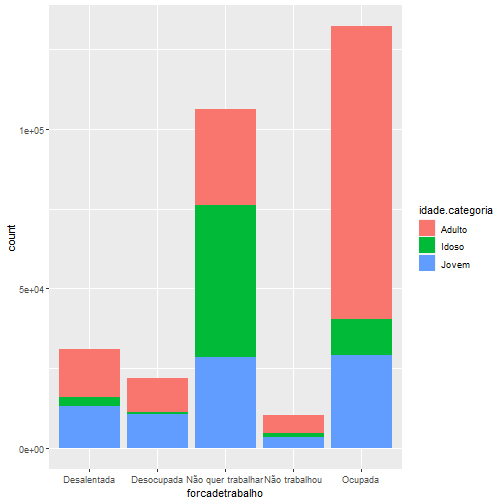 1e+05
5e+04
0e+00
count
Desalentada Desocupada Não quer trabalhar Não trabalhou Ocupada
forcadetrabalho
idade.categoria
Adulto
Idoso
Jovem